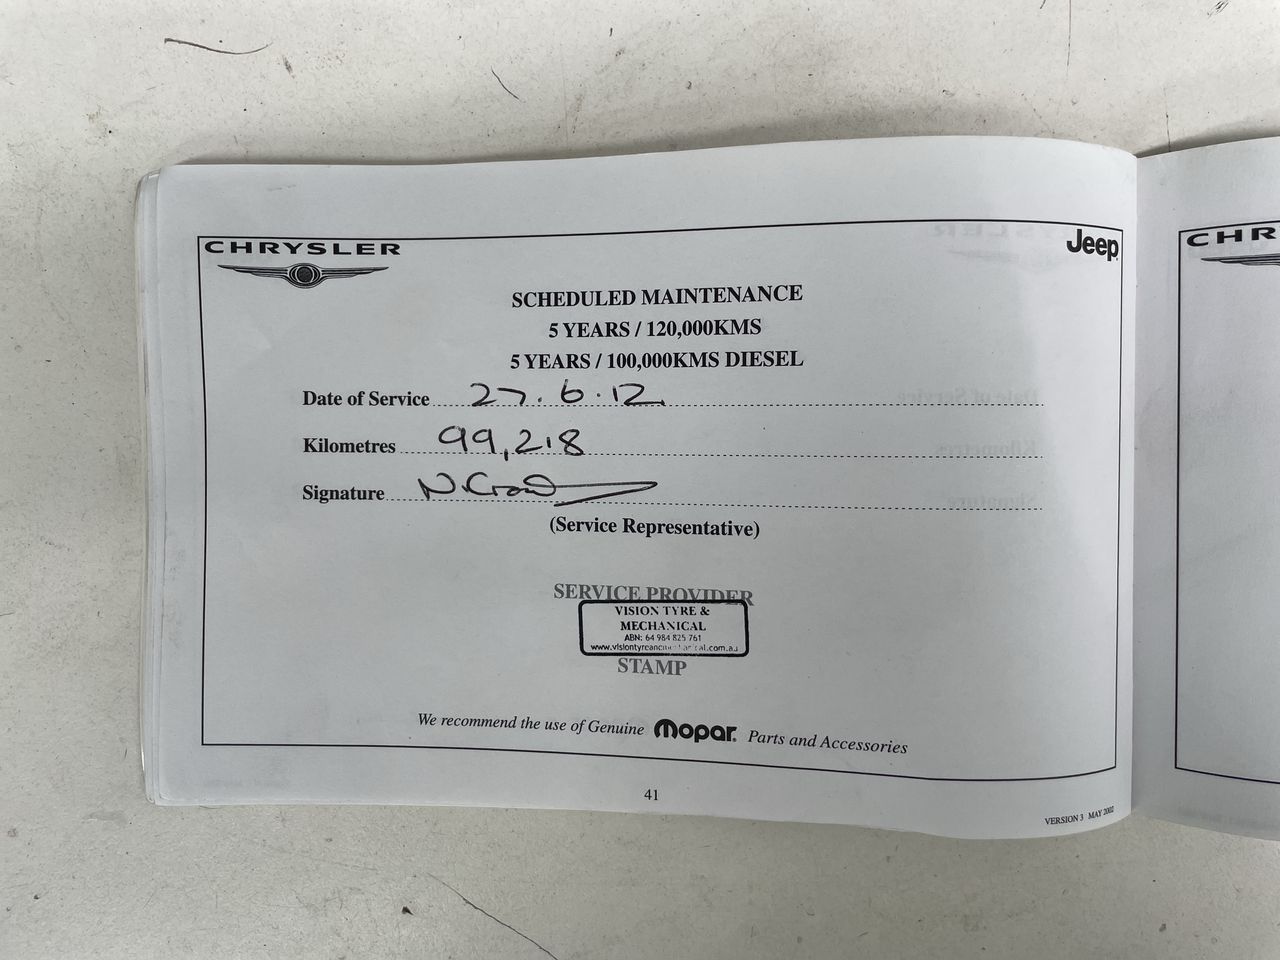 CHRYSLER
Jeep
SCHEDULED MAINTENANCE
5 YEARS / 120,000KMS
5 YEARS / 100,000KMS DIESEL
Date of Service 27.6.12
Kilometres 99,218
Signature
(Service Representative)
SERVICE PROVIDER
VISION TYRE &
MECHANICAL
ABN: 64 984 825 761
STAMP
We recommend the use of Genuine Mopar. Parts and Accessories
41
VERSION 3 MAY 2002
CHR